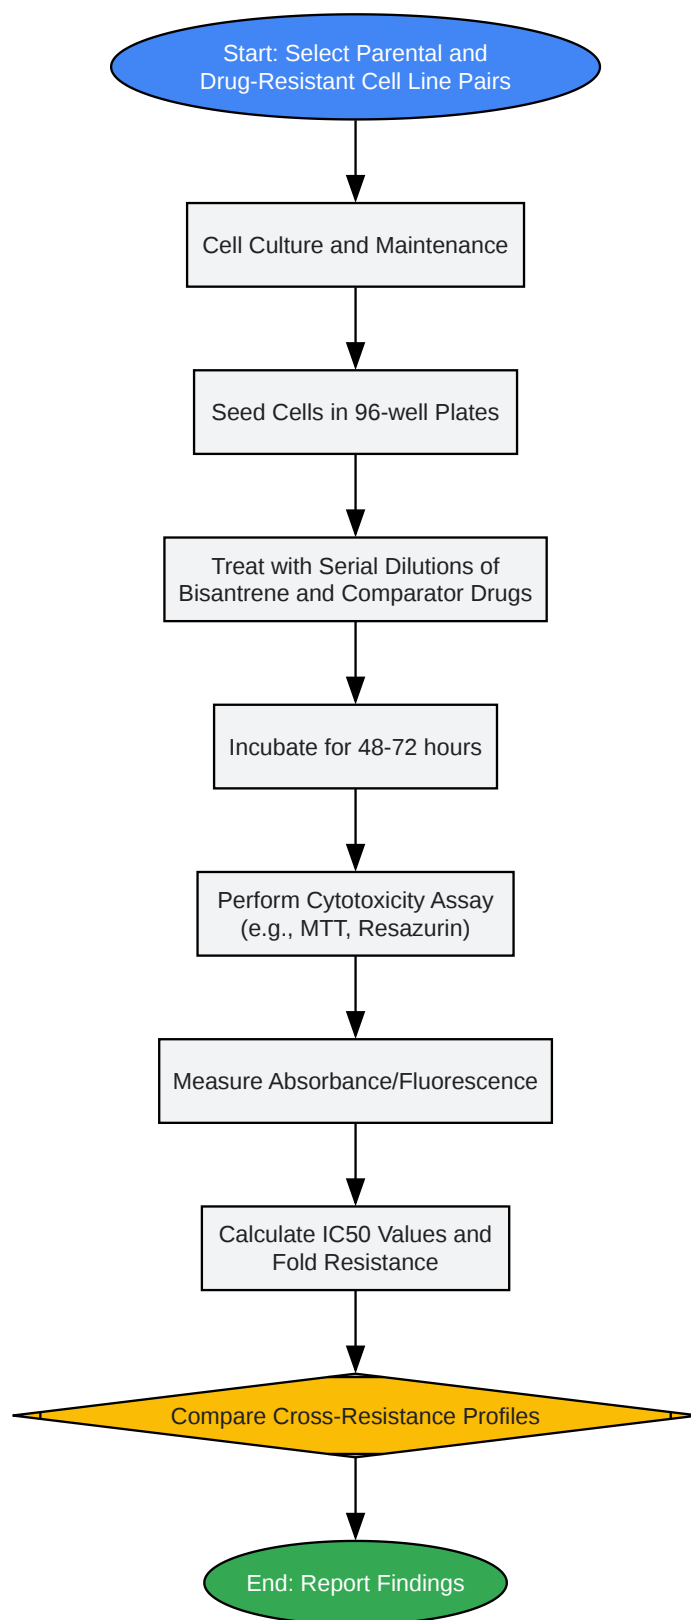 Start: Select Parental and
Drug-Resistant Cell Line Pairs
Cell Culture and Maintenance
Seed Cells in 96-well Plates
Treat with Serial Dilutions of
Bisantrene and Comparator Drugs
Incubate for 48-72 hours
Perform Cytotoxicity Assay
(e.g., MTT, Resazurin)
Measure Absorbance/Fluorescence
Calculate IC50 Values and
Fold Resistance
Compare Cross-Resistance Profiles
End: Report Findings